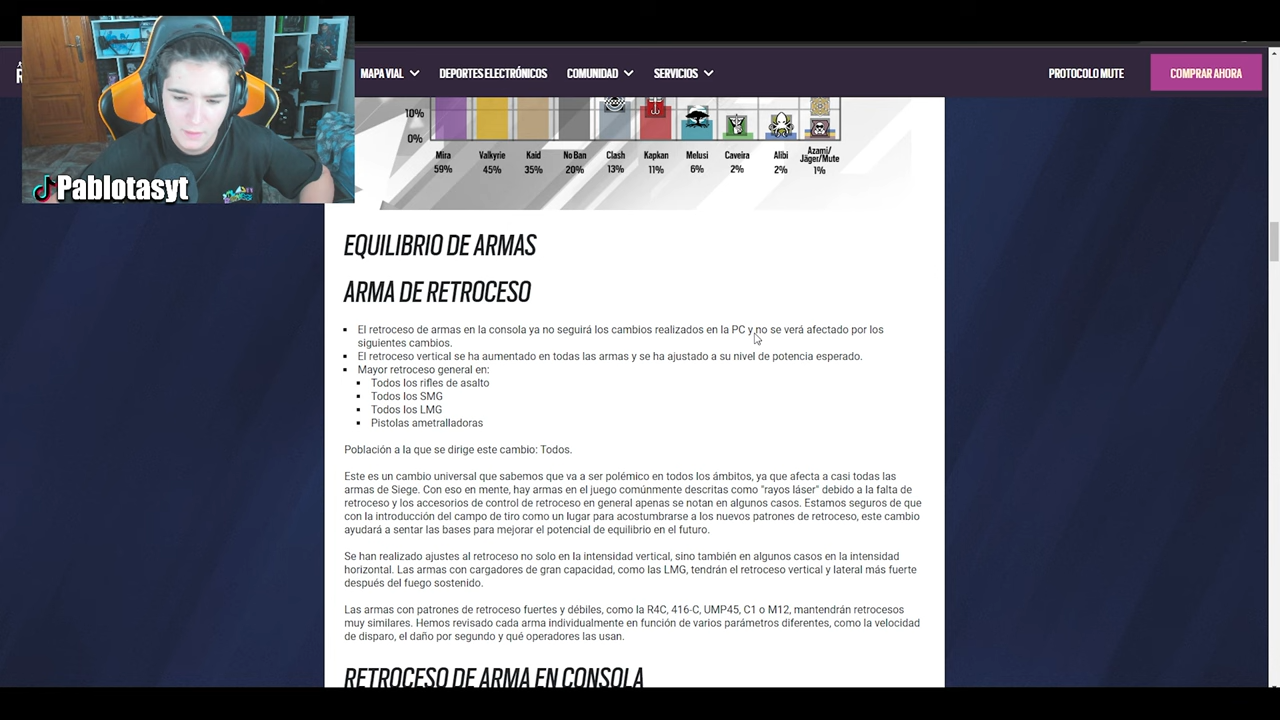 MAPA VIAL
DEPORTES ELECTRÓNICOS
COMUNIDAD
SERVICIOS
PROTOCOLO MUTE
COMPRAR AHORA
Pablotasyt
10%
0%
Mira
59%
Valkyrie
45%
Kaid
35%
No Ban
20%
Clash
13%
Kapkan
11%
Melusi
6%
Caveira
2%
Alibi
2%
Azami/
Jäger/Mute
1%
EQUILIBRIO DE ARMAS
ARMA DE RETROCESO
El retroceso de armas en la consola ya no seguirá los cambios realizados en la PC y no se verá afectado por los
siguientes cambios.
El retroceso vertical se ha aumentado en todas las armas y se ha ajustado a su nivel de potencia esperado.
Mayor retroceso general en:
Todos los rifles de asalto
Todos los SMG
Todos los LMG
Pistolas ametralladoras
Población a la que se dirige este cambio: Todos.
Este es un cambio universal que sabemos que va a ser polémico en todos los ámbitos, ya que afecta a casi todas las
armas de Siege. Con eso en mente, hay armas en el juego comúnmente descritas como "rayos láser" debido a la falta de
retroceso y los accesorios de control de retroceso en general apenas se notan en algunos casos. Estamos seguros de que
con la introducción del campo de tiro como un lugar para acostumbrarse a los nuevos patrones de retroceso, este cambio
ayudará a sentar las bases para mejorar el potencial de equilibrio en el futuro.
Se han realizado ajustes al retroceso no solo en la intensidad vertical, sino también en algunos casos en la intensidad
horizontal. Las armas con cargadores de gran capacidad, como las LMG, tendrán el retroceso vertical y lateral más fuerte
después del fuego sostenido.
Las armas con patrones de retroceso fuertes y débiles, como la R4C, 416-C, UMP45, C1 o M12, mantendrán retrocesos
muy similares. Hemos revisado cada arma individualmente en función de varios parámetros diferentes, como la velocidad
de disparo, el daño por segundo y qué operadores las usan.
RETROCESO DE ARMA EN CONSOLA